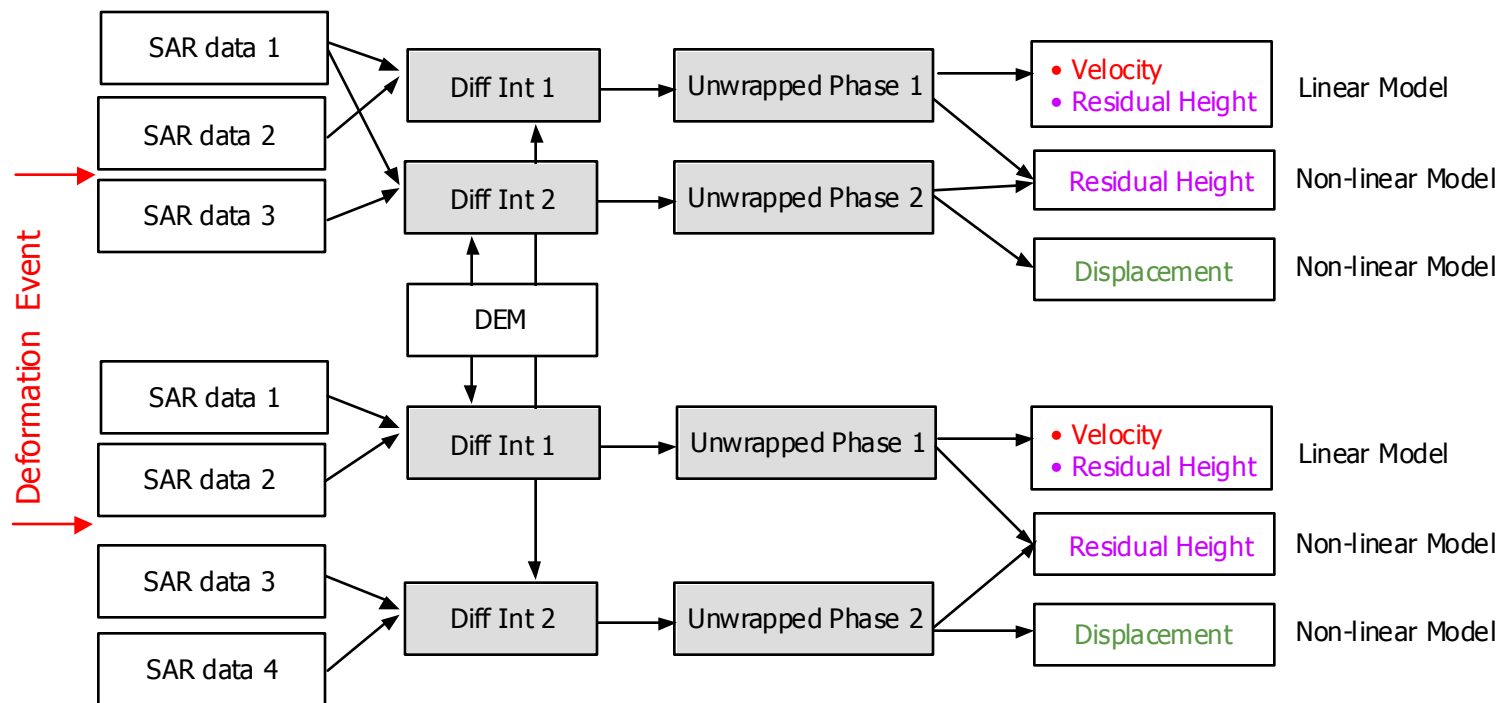 SAR data 1
SAR data 2
SAR data 3
Diff Int 1
Diff Int 2
Unwrapped Phase 1
Unwrapped Phase 2
• Velocity
• Residual Height
Linear Model
Residual Height
Non-linear Model
Displacement
Non-linear Model
Deformation Event
DEM
SAR data 1
SAR data 2
SAR data 3
SAR data 4
Diff Int 1
Diff Int 2
Unwrapped Phase 1
Unwrapped Phase 2
• Velocity
• Residual Height
Linear Model
Residual Height
Non-linear Model
Displacement
Non-linear Model